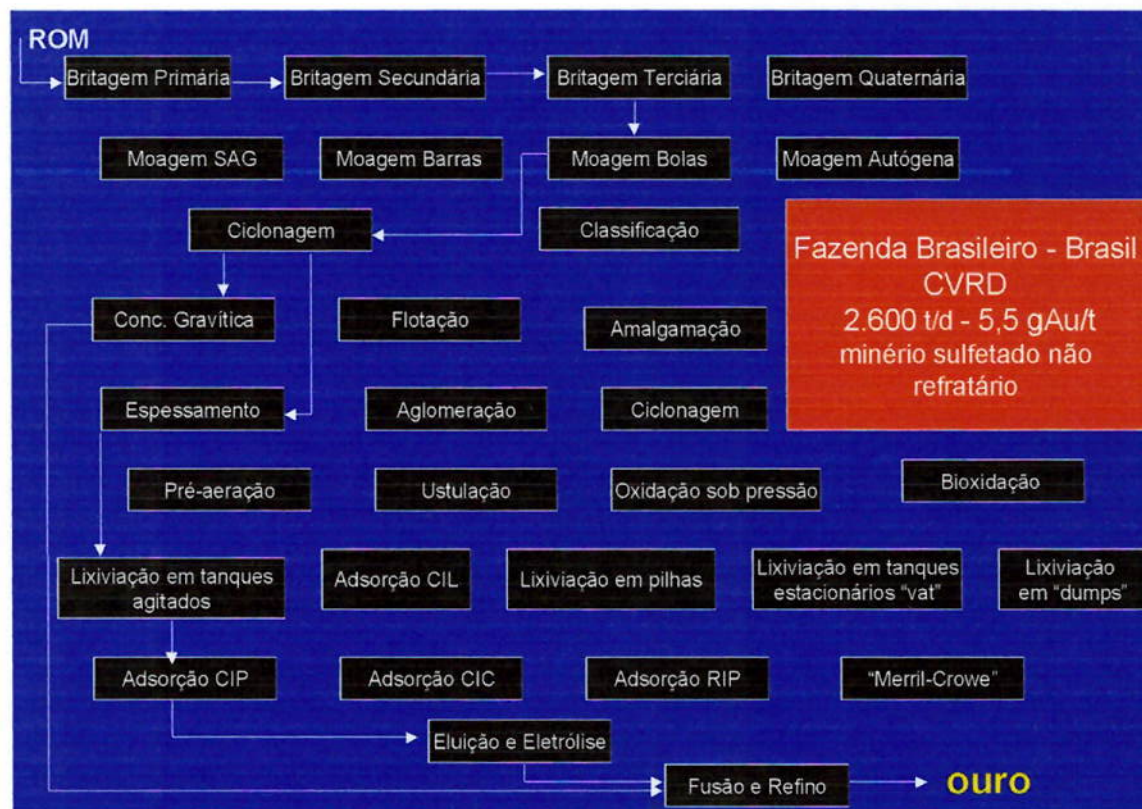 ROM
Britagem Primária
Britagem Secundária
Britagem Terciária
Britagem Quaternária
Moagem SAG
Moagem Barras
Moagem Bolas
Moagem Autógena
Ciclonagem
Classificação
Fazenda Brasileiro - Brasil
CVRD
2.600 t/d - 5,5 gAu/t
minério sulfetado não
refratário
Conc. Gravítica
Flotação
Amalgamação
Espessamento
Aglomeração
Ciclonagem
Pré-aeração
Ustulação
Oxidação sob pressão
Bioxidação
Lixiviação em tanques
agitados
Adsorção CIL
Lixiviação em pilhas
Lixiviação em tanques
estacionários “vat”
Lixiviação
em “dumps”
Adsorção CIP
Adsorção CIC
Adsorção RIP
“Merril-Crowe”
Eluição e Eletrólise
Fusão e Refino
ouro